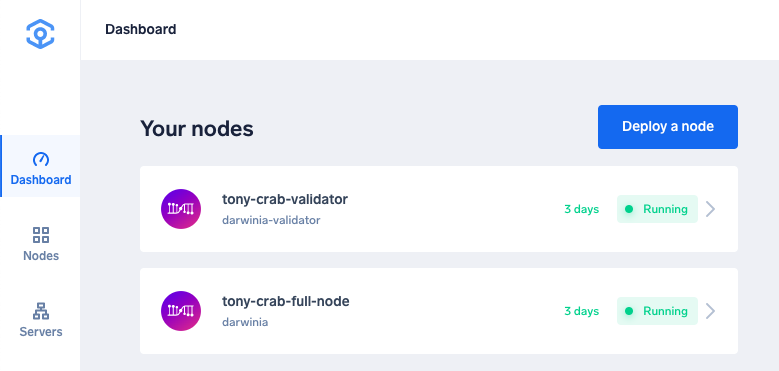 Dashboard
Your nodes
Deploy a node
Dashboard
tony-crab-validator
darwinia-validator
3 days
Running
Nodes
tony-crab-full-node
darwinia
3 days
Running
Servers